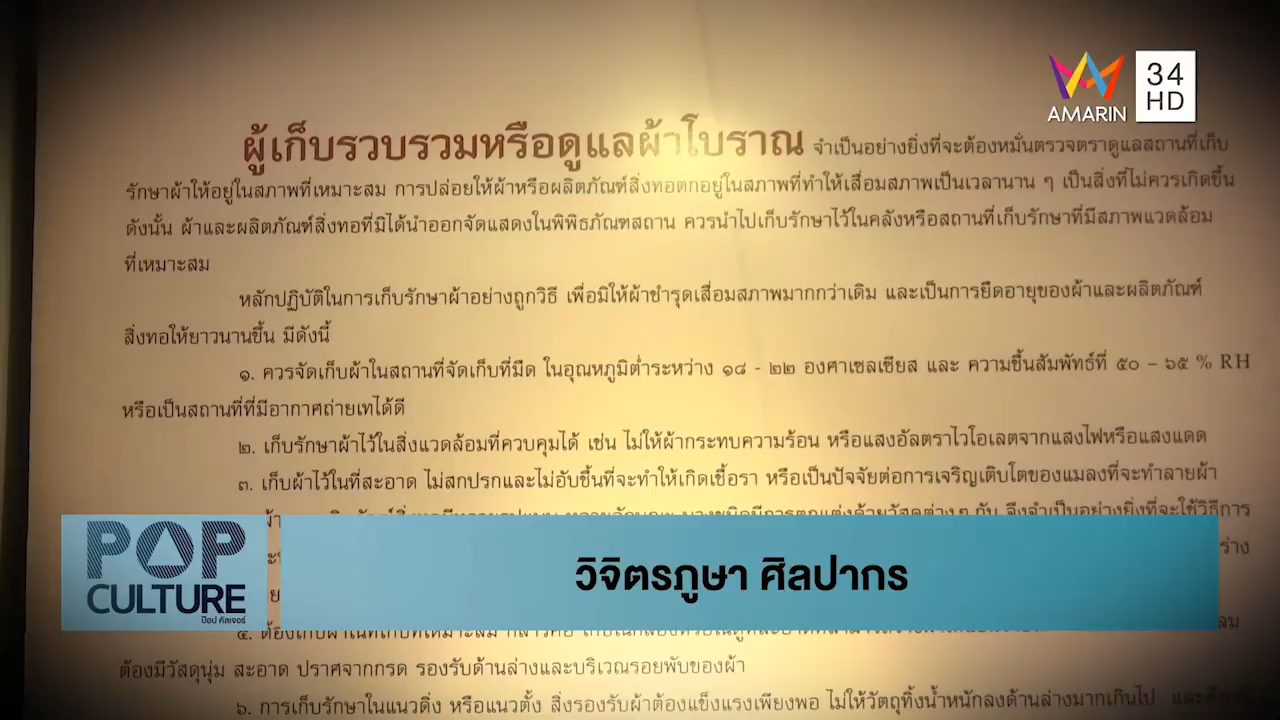 34
HD
AMARIN
ผู้เก็บรวบรวมหรือดูแลผ้าโบราณ จำเป็นอย่างยิ่งที่จะต้องหมั่นตรวจตราดูแลสถานที่เก็บ
รักษาผ้าให้อยู่ในสภาพที่เหมาะสม การปล่อยให้ผ้าหรือผลิตภัณฑ์สิ่งทอตกอยู่ในสภาพที่ทำให้เสื่อมสภาพเป็นเวลานาน ๆ เป็นสิ่งที่ไม่ควรเกิดขึ้น
ดังนั้น ผ้าและผลิตภัณฑ์สิ่งทอที่มิได้นำออกจัดแสดงในพิพิธภัณฑสถาน ควรนำไปเก็บรักษาไว้ในคลังหรือสถานที่เก็บรักษาที่มีสภาพแวดล้อม
ที่เหมาะสม
หลักปฏิบัติในการเก็บรักษาผ้าอย่างถูกวิธี เพื่อมิให้ผ้าชำรุดเสื่อมสภาพมากกว่าเดิม และเป็นการยืดอายุของผ้าและผลิตภัณฑ์
สิ่งทอให้ยาวนานขึ้น มีดังนี้
๑. ควรจัดเก็บผ้าในสถานที่จัดเก็บที่มืด ในอุณหภูมิต่ำระหว่าง ๑๘ - ๒๒ องศาเซลเซียส และ ความชื้นสัมพัทธ์ที่ ๕๐ – ๖๕ % RH
หรือเป็นสถานที่ที่มีอากาศถ่ายเทได้ดี
๒. เก็บรักษาผ้าไว้ในสิ่งแวดล้อมที่ควบคุมได้ เช่น ไม่ให้ผ้ากระทบความร้อน หรือแสงอัลตราไวโอเลตจากแสงไฟหรือแสงแดด
๓. เก็บผ้าไว้ในที่สะอาด ไม่สกปรกและไม่อับชื้นที่จะทำให้เกิดเชื้อรา หรือเป็นปัจจัยต่อการเจริญเติบโตของแมลงที่จะทำลายผ้า
จึงจำเป็นอย่างยิ่งที่จะใช้วิธีการ
POP
CULTURE
ป๊อป คัลเจอร์
วิจิตรภูษา ศิลปากร
ต้องมีวัสดุนุ่ม สะอาด ปราศจากกรด รองรับด้านล่างและบริเวณรอยพับของผ้า
๖. การเก็บรักษาในแนวดิ่ง หรือแนวตั้ง สิ่งรองรับผ้าต้องแข็งแรงเพียงพอ ไม่ให้วัตถุทิ้งน้ำหนักลงด้านล่างมากเกินไป